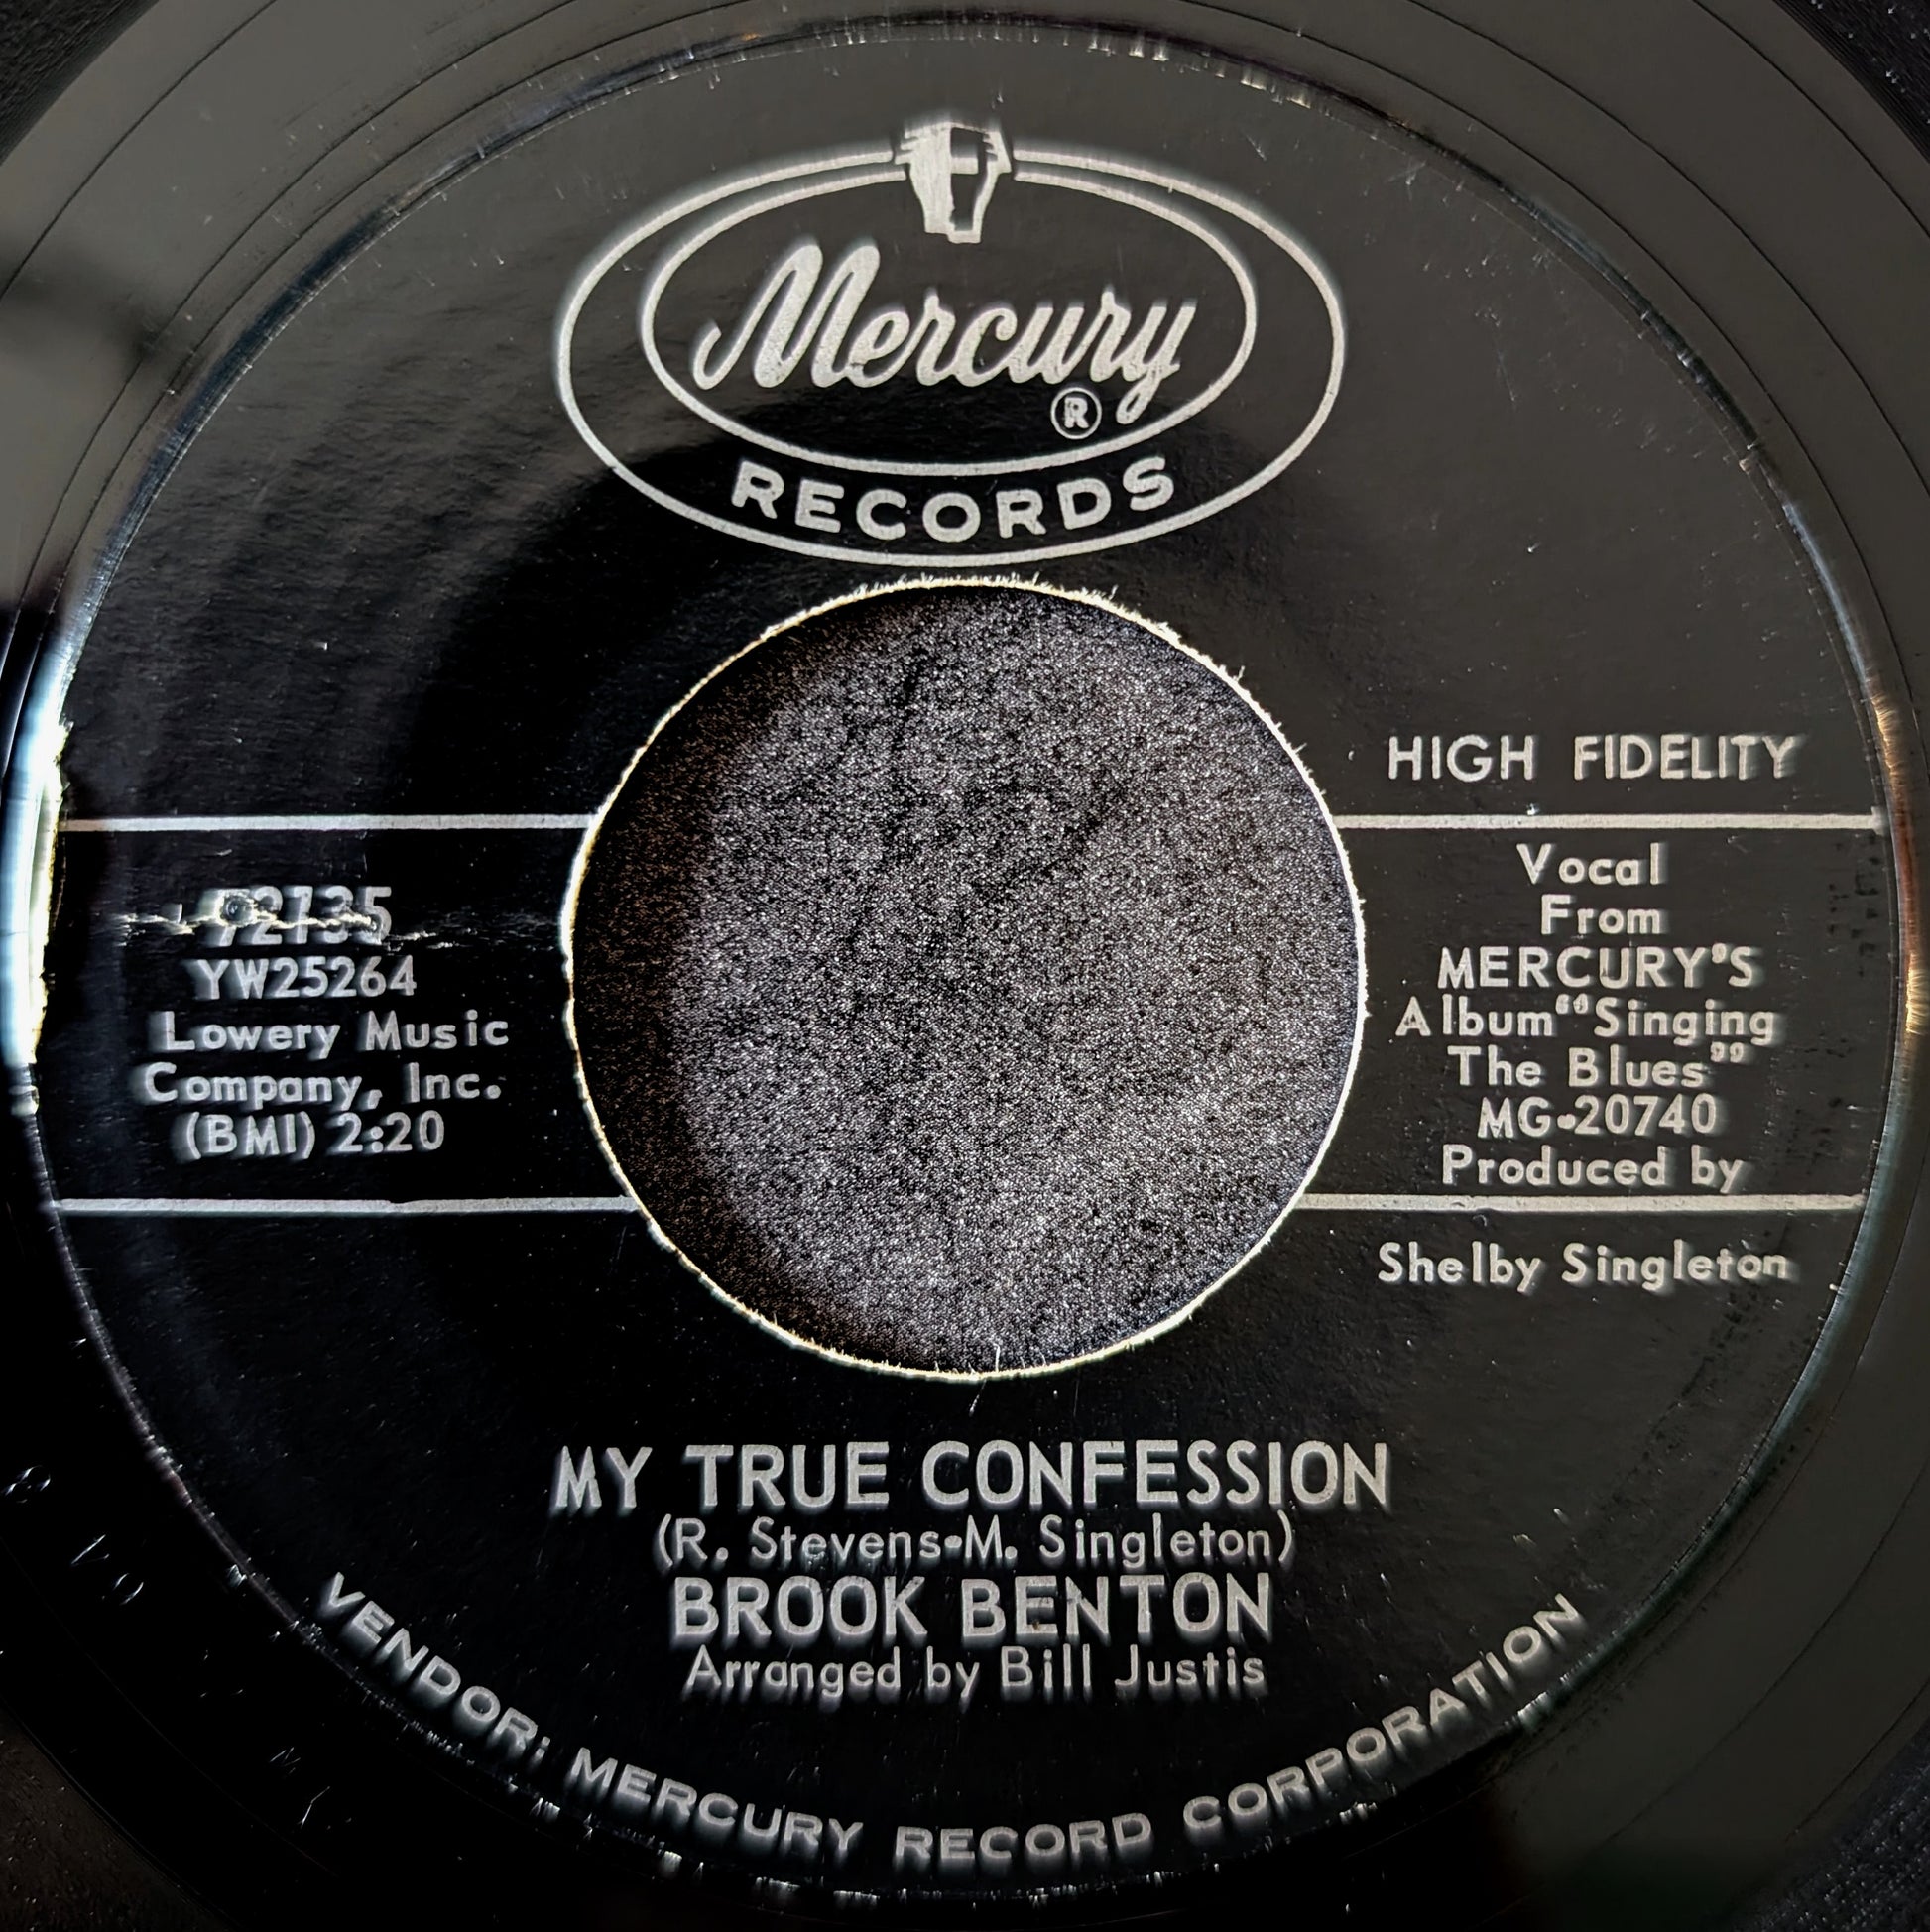 Mercury
®
RECORDS
HIGH FIDELITY
72135
YW25264
Lowery Music
Company, Inc.
(BMI) 2:20
Vocal
From
MERCURY'S
Album "Singing
The Blues"
MG-20740
Produced by
Shelby Singleton
MY TRUE CONFESSION
(R. Stevens-M. Singleton)
BROOK BENTON
Arranged by Bill Justis
VENDOR: MERCURY RECORD CORPORATION